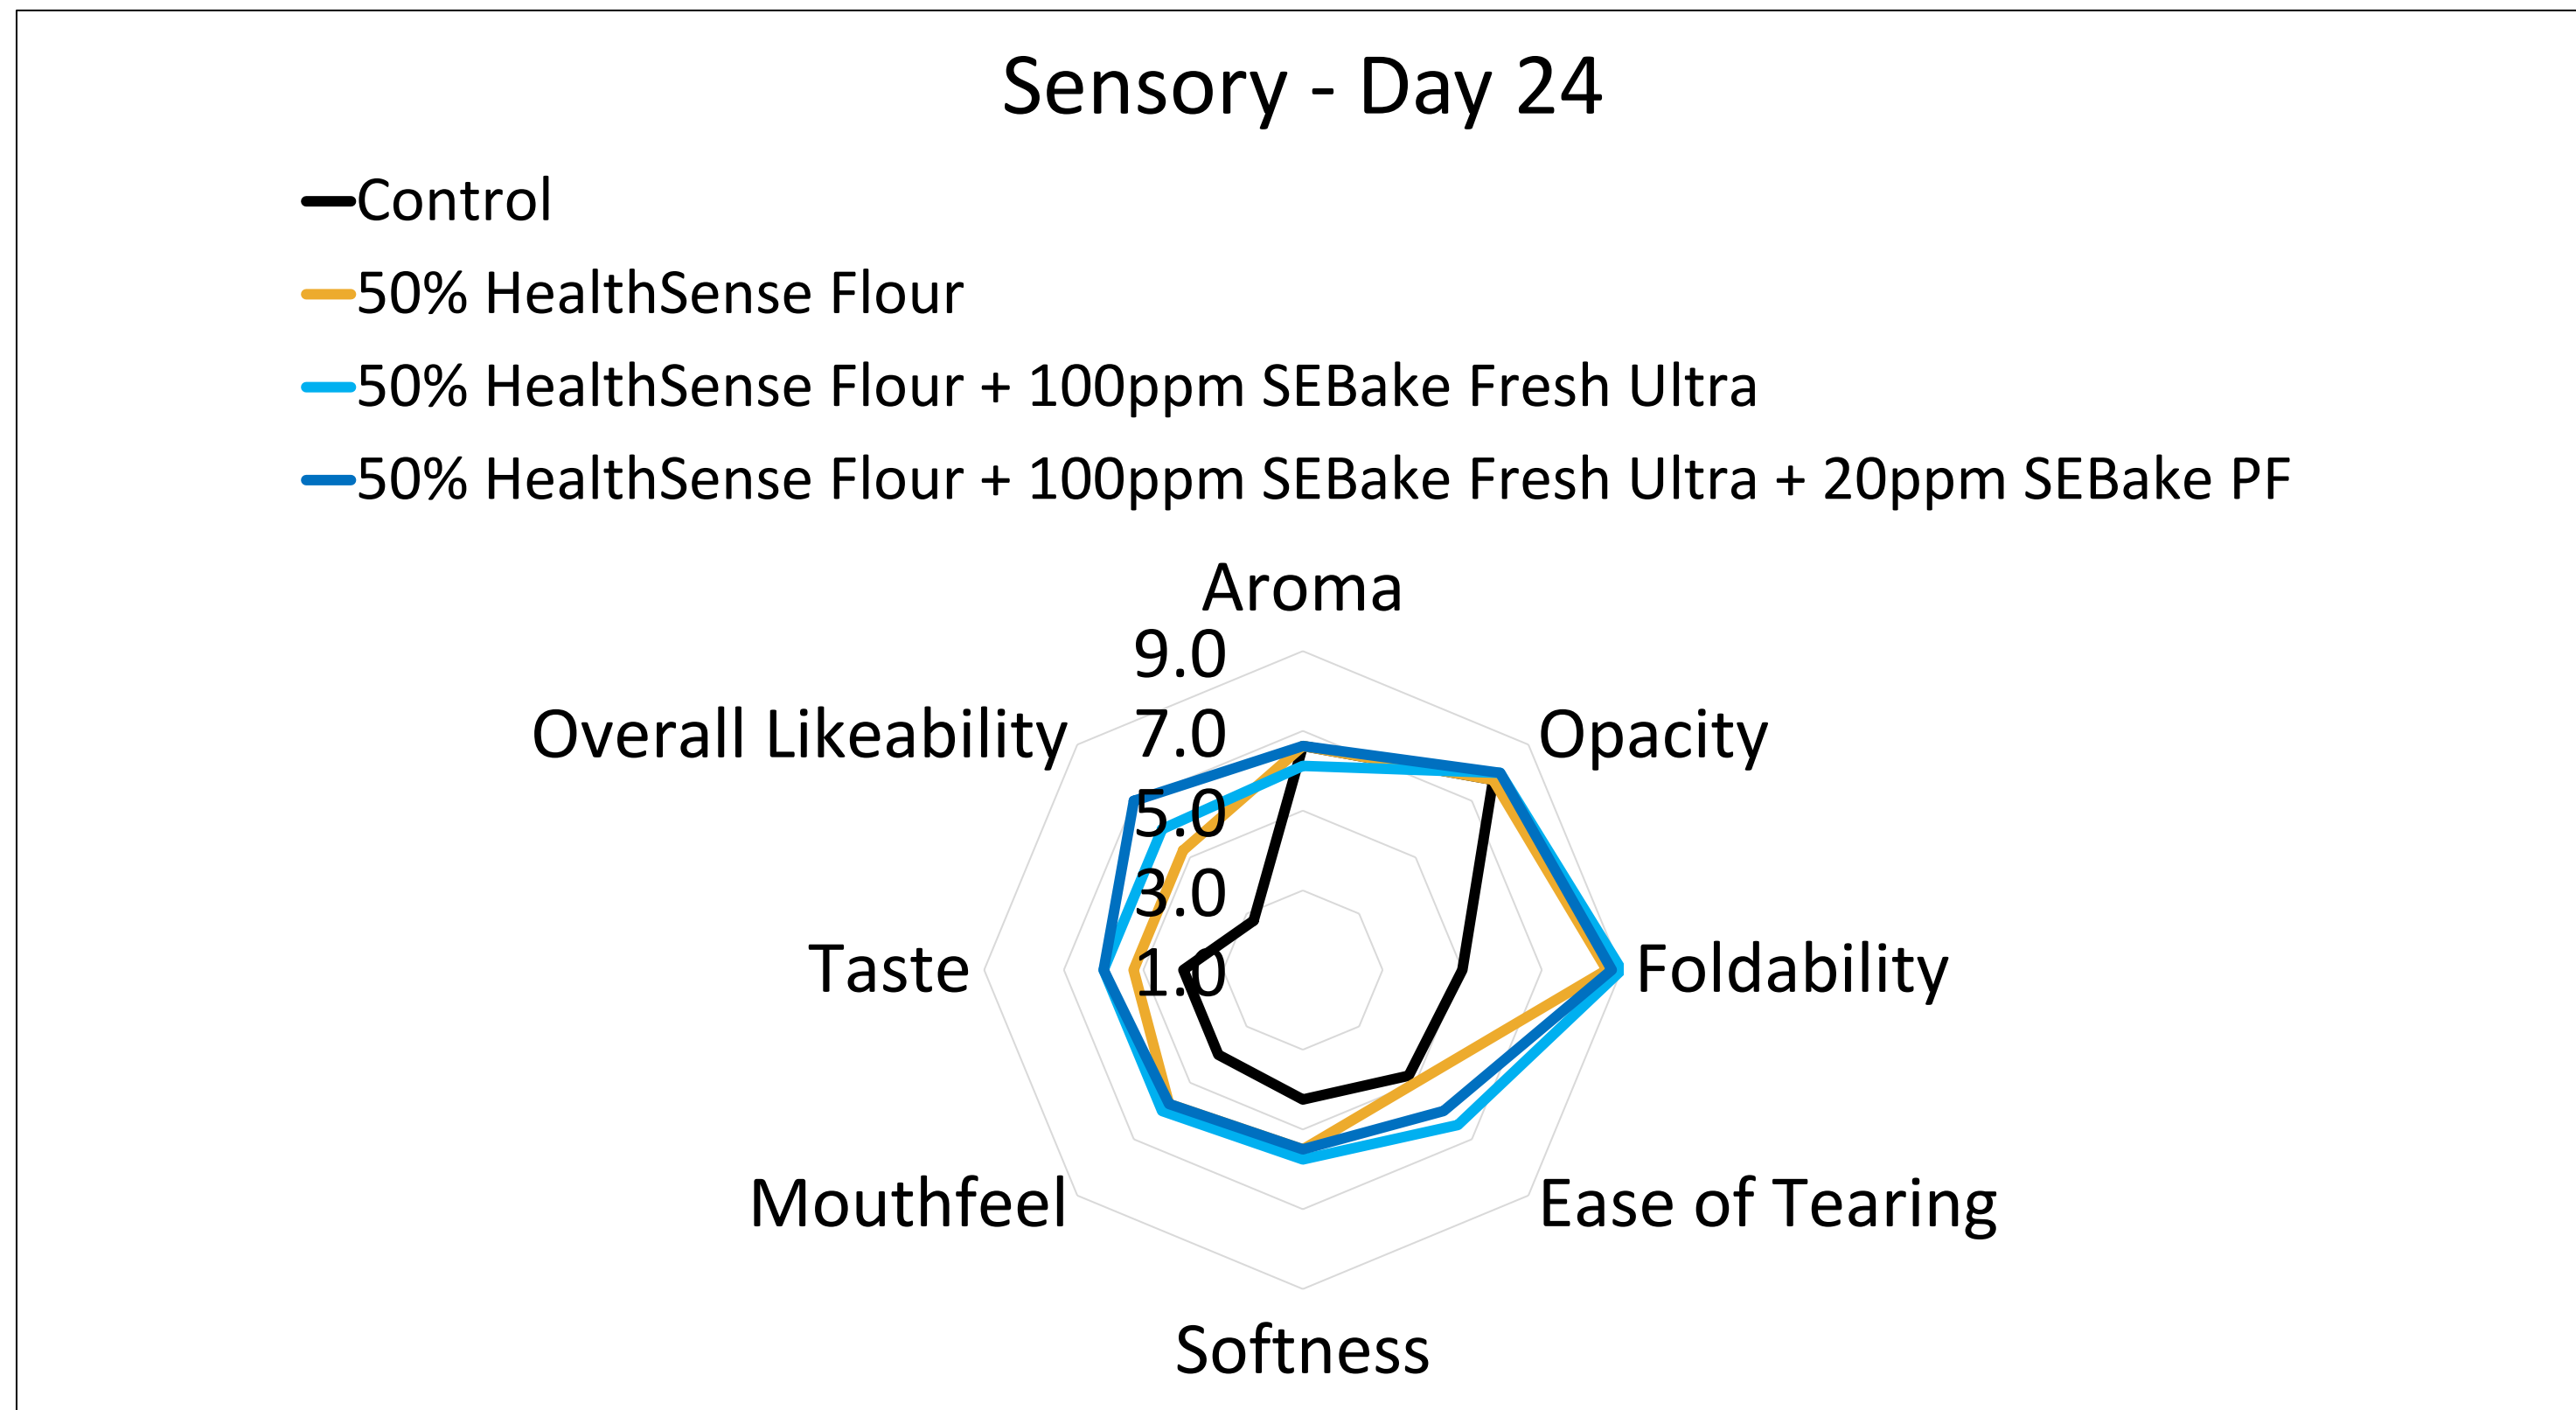 Sensory - Day 24
Control
50% HealthSense Flour
50% HealthSense Flour + 100ppm SEBake Fresh Ultra
50% HealthSense Flour + 100ppm SEBake Fresh Ultra + 20ppm SEBake PF
Aroma
9.0
Overall Likeability 7.0 Opacity
5.0
3.0
Taste 1.0 Foldability
Mouthfeel Ease of Tearing
Softness